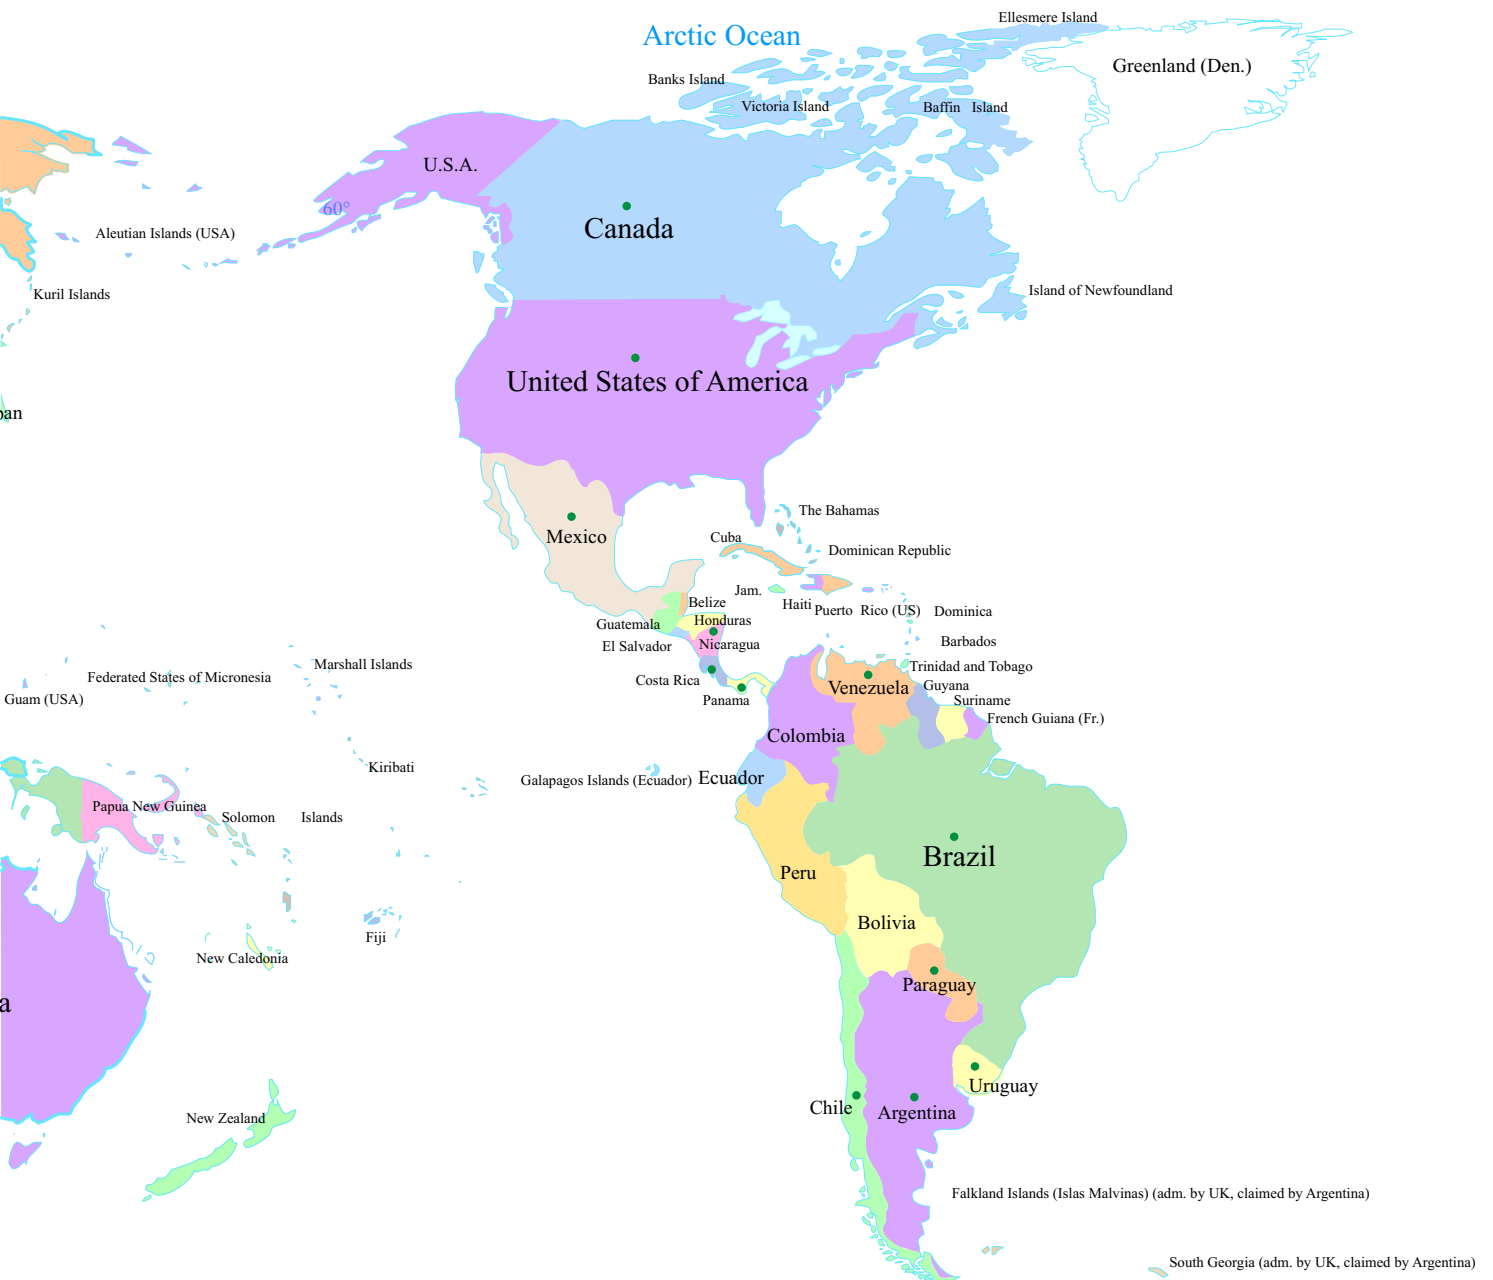 Ellesmere Island
Arctic Ocean
Greenland (Den.)
Banks Island
Victoria Island
Baffin Island
U.S.A.
60°
Canada
Aleutian Islands (USA)
Kuril Islands
Island of Newfoundland
United States of America
pan
The Bahamas
Mexico
Cuba
Dominican Republic
Jam.
Belize
Haiti
Puerto Rico (US)
Dominica
Guatemala
Honduras
El Salvador
Nicaragua
Barbados
Marshall Islands
Trinidad and Tobago
Federated States of Micronesia
Costa Rica
Venezuela
Guyana
Guam (USA)
Panama
Suriname
French Guiana (Fr.)
Colombia
Kiribati
Galapagos Islands (Ecuador)
Ecuador
Papua New Guinea
Solomon Islands
Brazil
Peru
Bolivia
Fiji
New Caledonia
Paraguay
a
Uruguay
Chile
Argentina
New Zealand
Falkland Islands (Islas Malvinas) (adm. by UK, claimed by Argentina)
South Georgia (adm. by UK, claimed by Argentina)